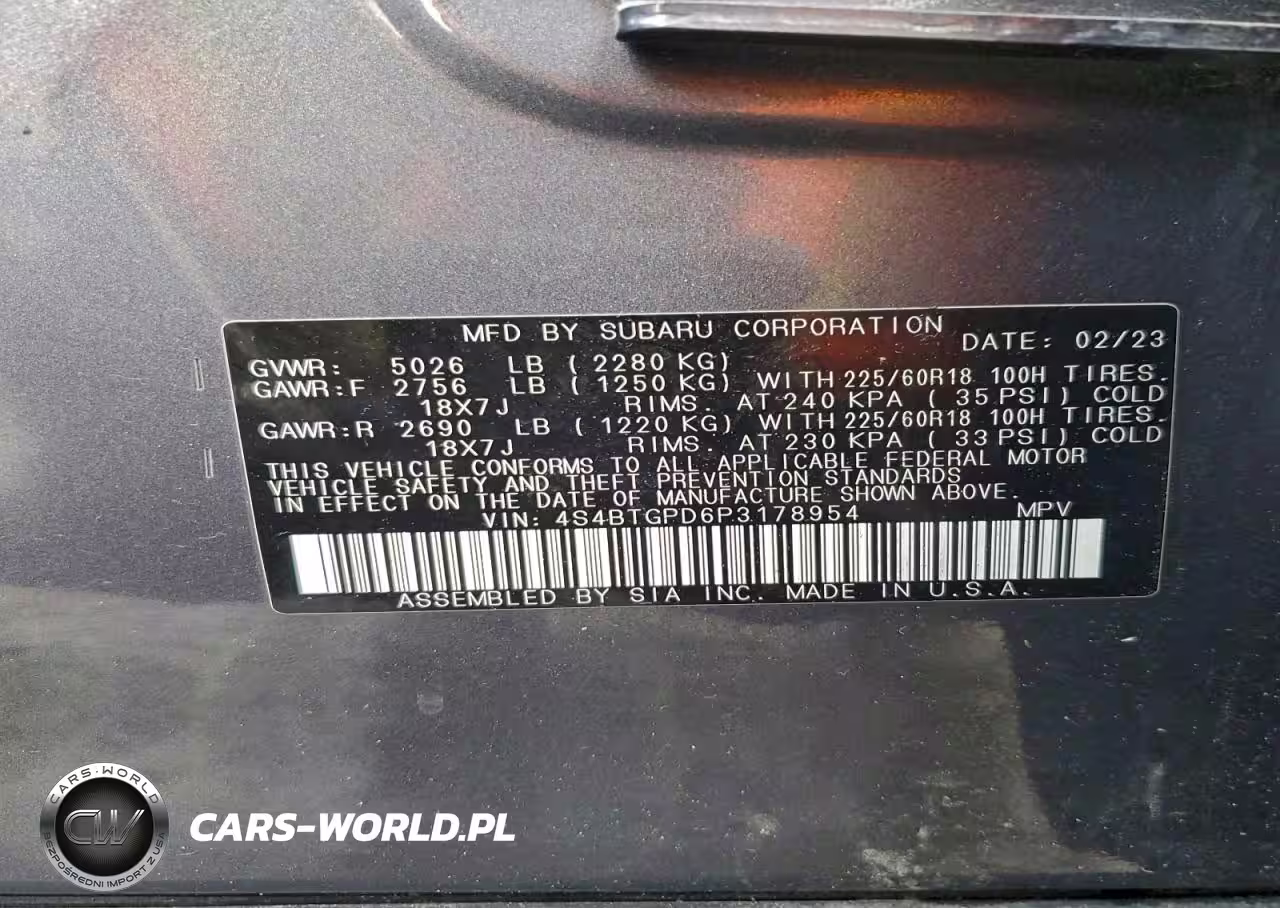 MFD BY SUBARU CORPORATION DATE: 02/23
GVWR: 5026 LB ( 2280 KG)
GAWR:F 2756 LB ( 1250 KG) WITH 225/60R18 100H TIRES.
18X7J RIMS. AT 240 KPA ( 35 PSI) COLD
GAWR:R 2690 LB ( 1220 KG) WITH 225/60R18 100H TIRES.
18X7J RIMS. AT 230 KPA ( 33 PSI) COLD
THIS VEHICLE CONFORMS TO ALL APPLICABLE FEDERAL MOTOR
VEHICLE SAFETY AND THEFT PREVENTION STANDARDS
IN EFFECT ON THE DATE OF MANUFACTURE SHOWN ABOVE.
VIN: 4S4BTGPD6P3178954 MPV
ASSEMBLED BY SIA INC. MADE IN U.S.A.
CARS-WORLD
CW
BEZPOŚREDNI IMPORT Z USA
CARS-WORLD.PL